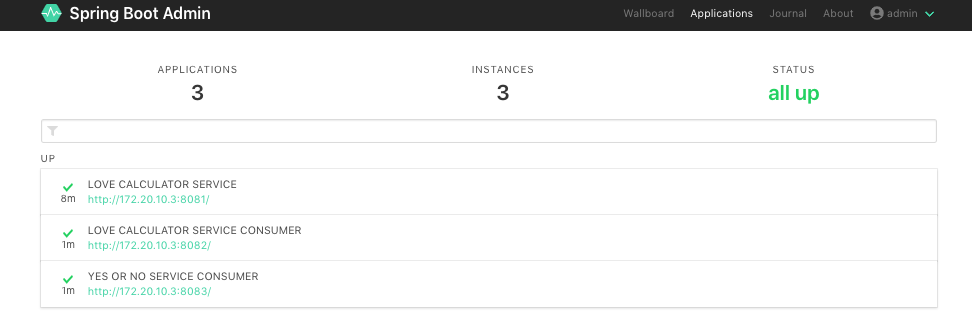 Spring Boot Admin
Wallboard Applications Journal About admin
APPLICATIONS INSTANCES STATUS
3 3 all up
UP
LOVE CALCULATOR SERVICE
8m http://172.20.10.3:8081/
LOVE CALCULATOR SERVICE CONSUMER
1m http://172.20.10.3:8082/
YES OR NO SERVICE CONSUMER
1m http://172.20.10.3:8083/